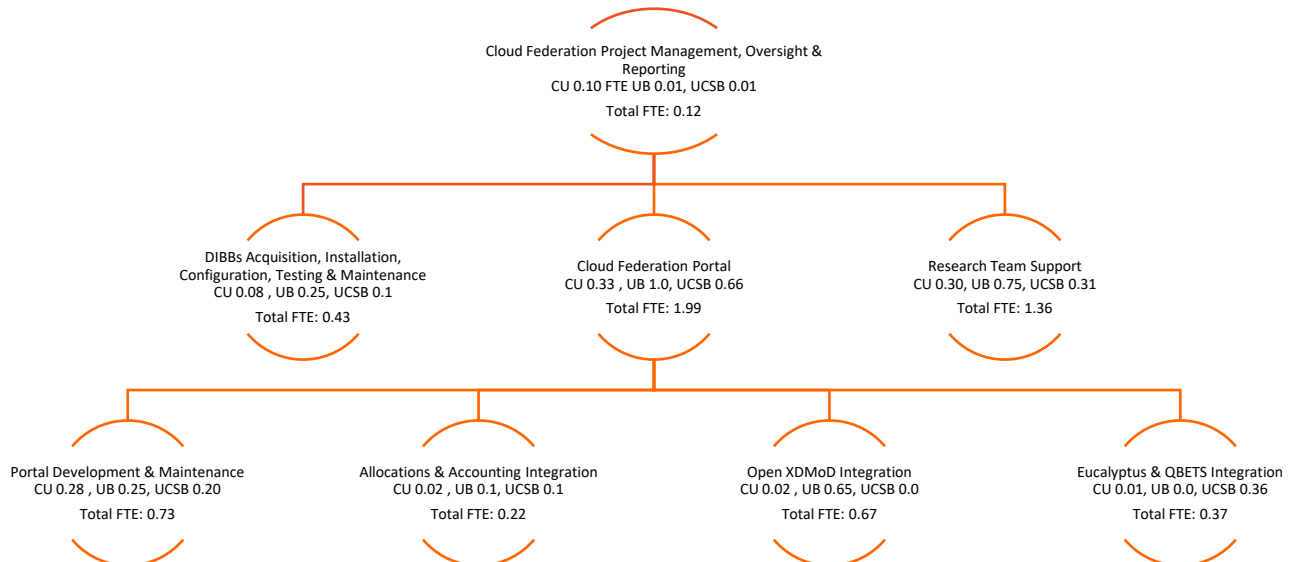 Cloud Federation Project Management, Oversight &
Reporting
CU 0.10 FTE UB 0.01, UCSB 0.01
Total FTE: 0.12
DIBBs Acquisition, Installation,
Configuration, Testing & Maintenance
CU 0.08 , UB 0.25, UCSB 0.1
Total FTE: 0.43
Cloud Federation Portal
CU 0.33 , UB 1.0, UCSB 0.66
Total FTE: 1.99
Research Team Support
CU 0.30, UB 0.75, UCSB 0.31
Total FTE: 1.36
Portal Development & Maintenance
CU 0.28 , UB 0.25, UCSB 0.20
Total FTE: 0.73
Allocations & Accounting Integration
CU 0.02 , UB 0.1, UCSB 0.1
Total FTE: 0.22
Open XDMoD Integration
CU 0.02 , UB 0.65, UCSB 0.0
Total FTE: 0.67
Eucalyptus & QBETS Integration
CU 0.01, UB 0.0, UCSB 0.36
Total FTE: 0.37